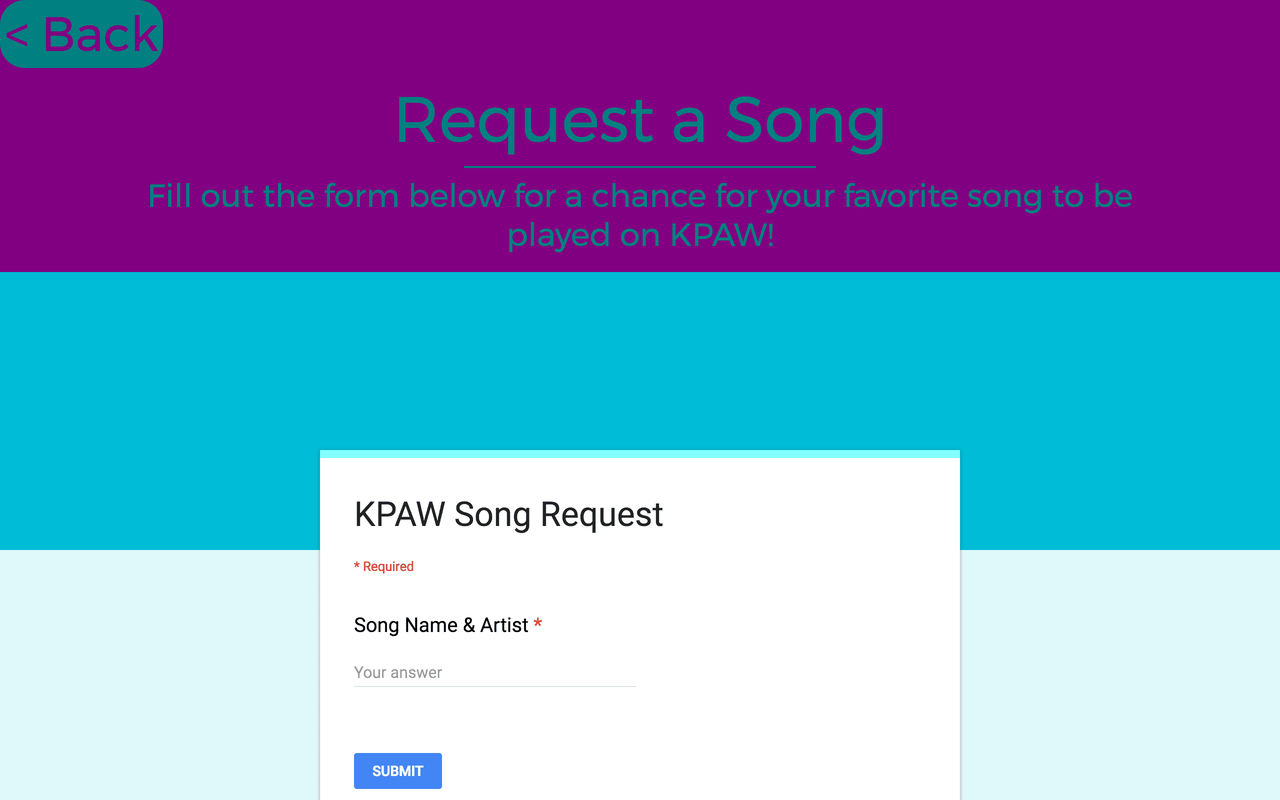 < Back
Request a Song
Fill out the form below for a chance for your favorite song to be
played on KPAW!
KPAW Song Request
* Required
Song Name & Artist *
Your answer
SUBMIT